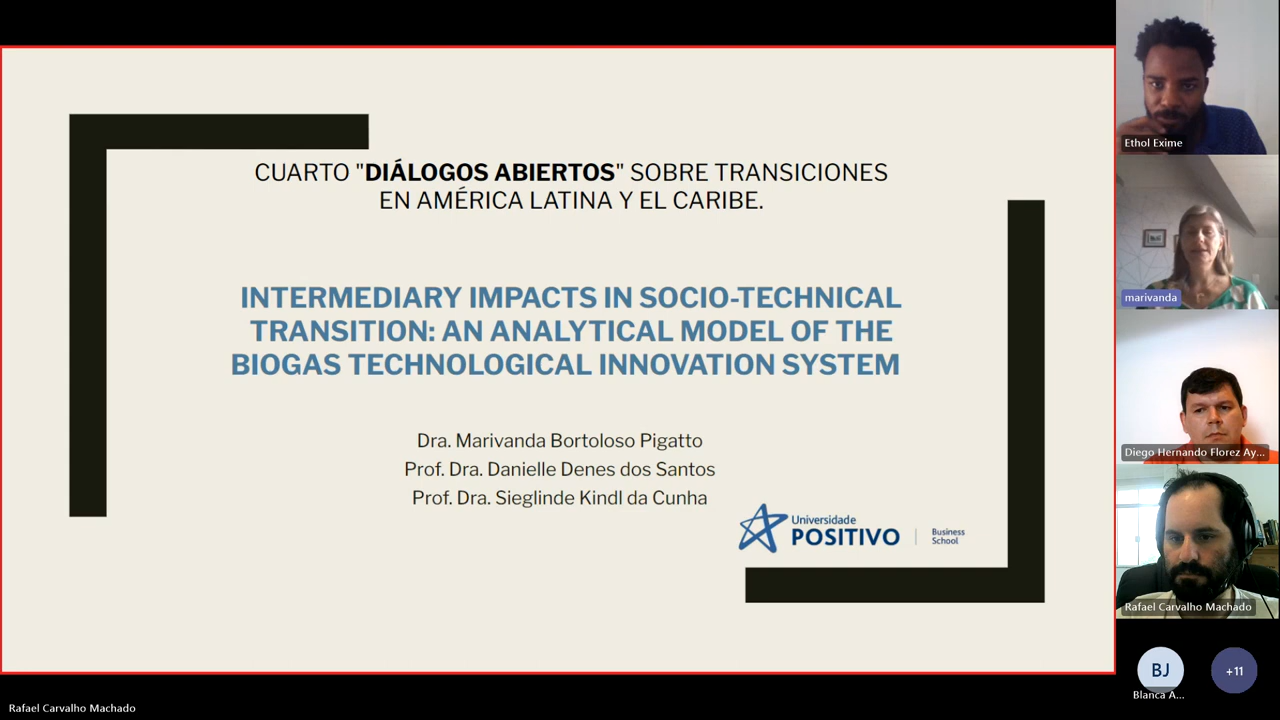 CUARTO "DIÁLOGOS ABIERTOS" SOBRE TRANSICIONES
EN AMÉRICA LATINA Y EL CARIBE.
INTERMEDIARY IMPACTS IN SOCIO-TECHNICAL
TRANSITION: AN ANALYTICAL MODEL OF THE
BIOGAS TECHNOLOGICAL INNOVATION SYSTEM
Dra. Marivanda Bortoloso Pigatto
Prof. Dra. Danielle Denes dos Santos
Prof. Dra. Sieglinde Kindl da Cunha
Universidade
POSITIVO
Business
School
Ethol Exime
marivanda
Diego Hernando Florez Ay...
Rafael Carvalho Machado
BJ
+11
Blanca A...
Rafael Carvalho Machado